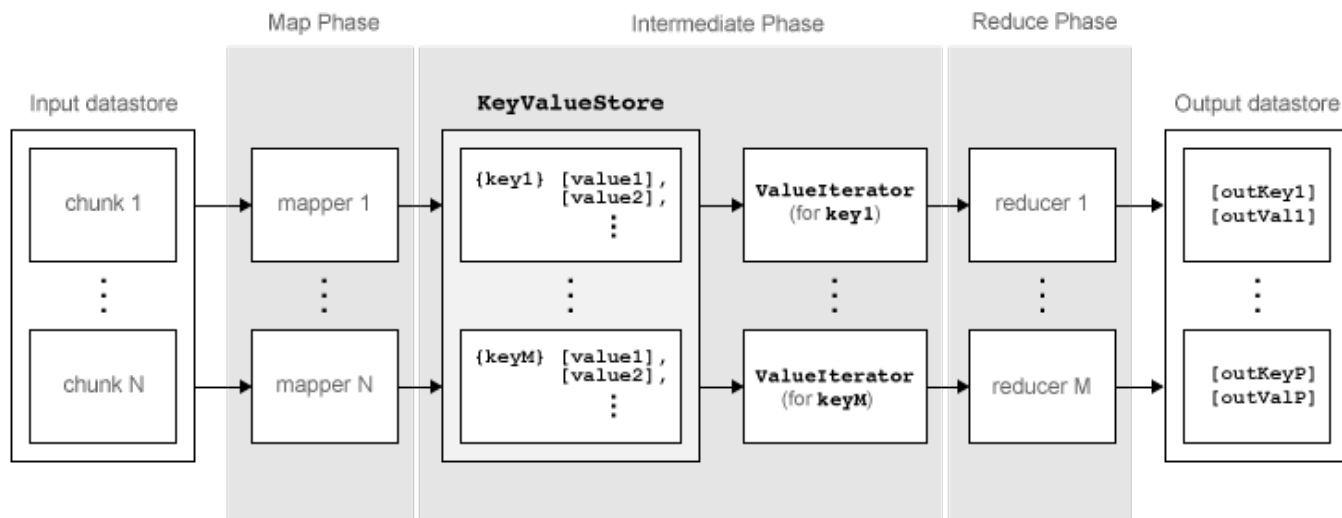 Map Phase
Intermediate Phase
Reduce Phase
Input datastore
KeyValueStore
Output datastore
chunk 1
mapper 1
{key1} [value1],
[value2],
⋮
ValueIterator
(for key1)
reducer 1
[outKey1]
[outVal1]
⋮
⋮
⋮
⋮
⋮
⋮
chunk N
mapper N
{keyM} [value1],
[value2],
⋮
ValueIterator
(for keyM)
reducer M
[outKeyP]
[outValP]